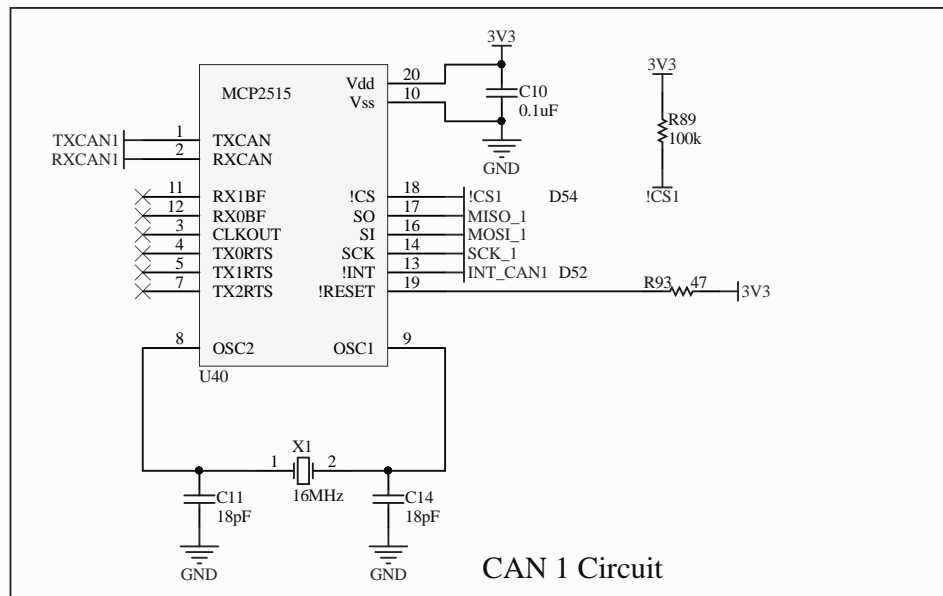 3V3
MCP2515
Vdd 20
Vss 10
C10
0.1uF
GND
3V3
R89
100k
!CS1
TXCAN1 1 TXCAN
RXCAN1 2 RXCAN
11 RX1BF
12 RX0BF
3 CLKOUT
4 TX0RTS
5 TX1RTS
7 TX2RTS
!CS 18 !CS1 D54
SO 17 MISO_1
SI 16 MOSI_1
SCK 14 SCK_1
!INT 13 INT_CAN1 D52
!RESET 19 R93 47 3V3
8 OSC2 OSC1 9
U40
X1
1 2
16MHz
C11
18pF
GND
C14
18pF
GND
CAN 1 Circuit